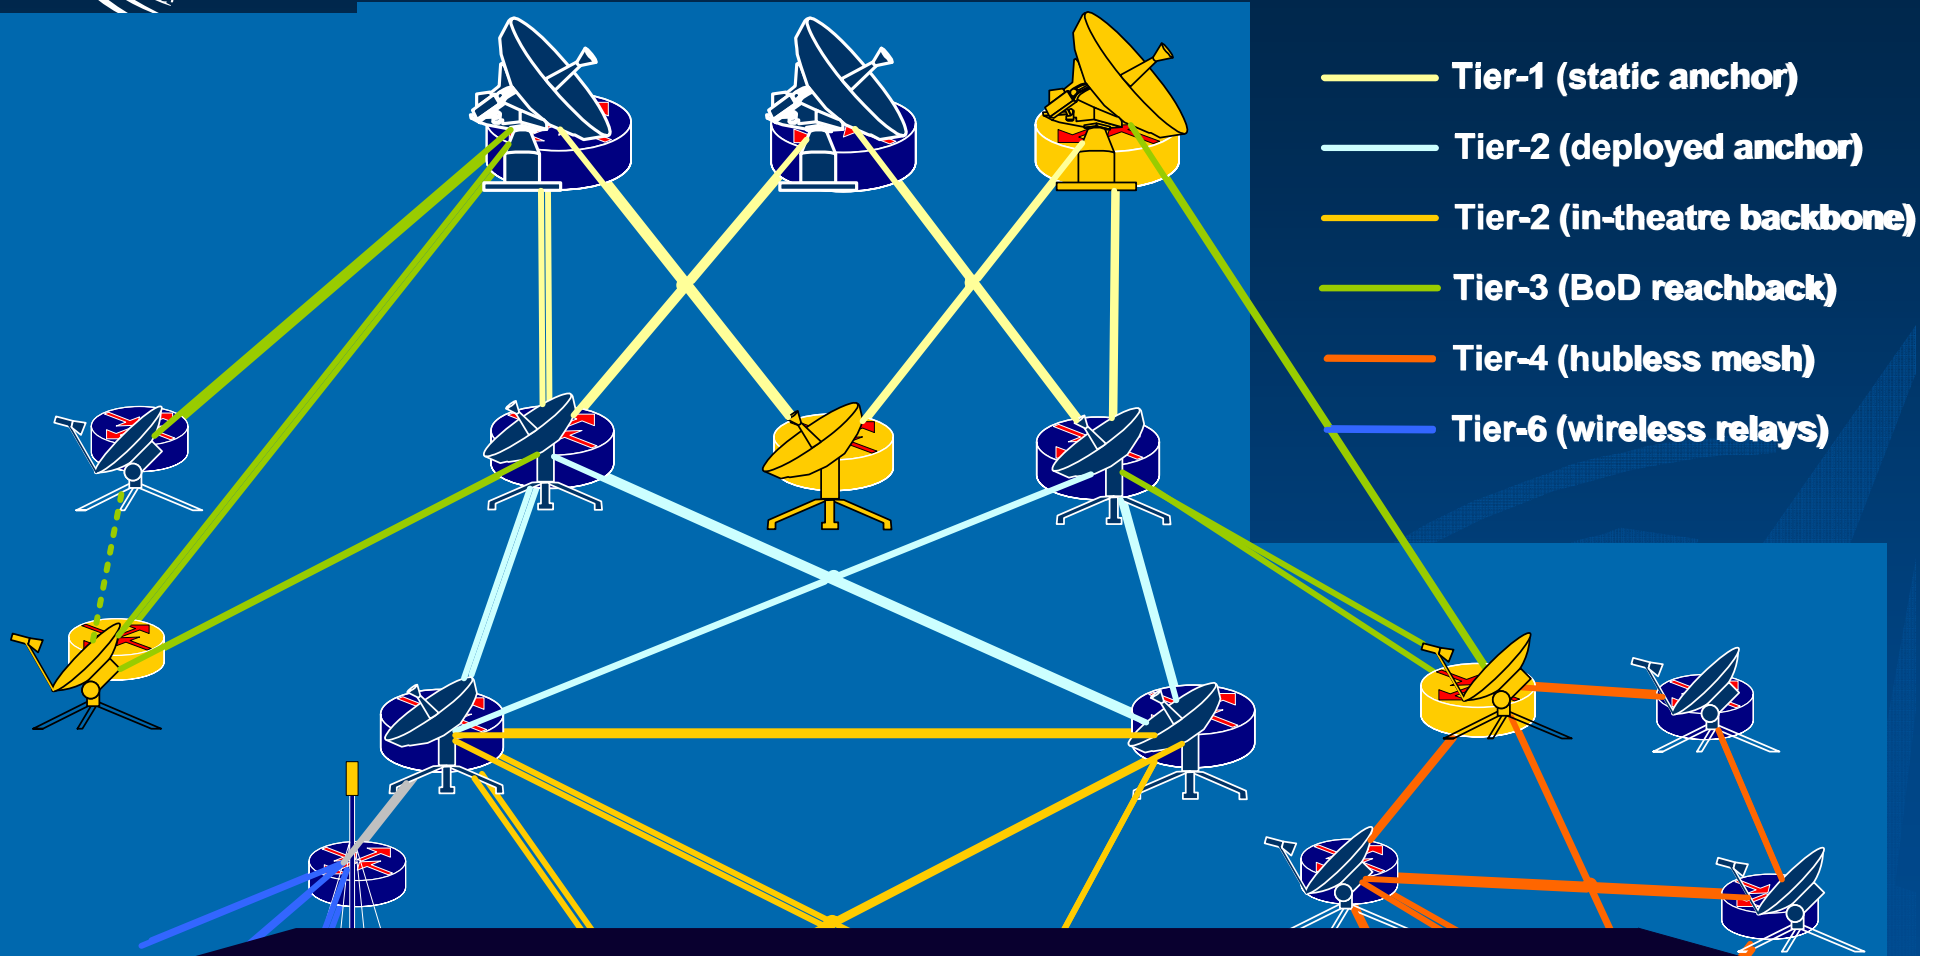 Tier-1 (static anchor)
Tier-2 (deployed anchor)
Tier-2 (in-theatre backbone)
Tier-3 (BoD reachback)
Tier-4 (hubless mesh)
Tier-6 (wireless relays)